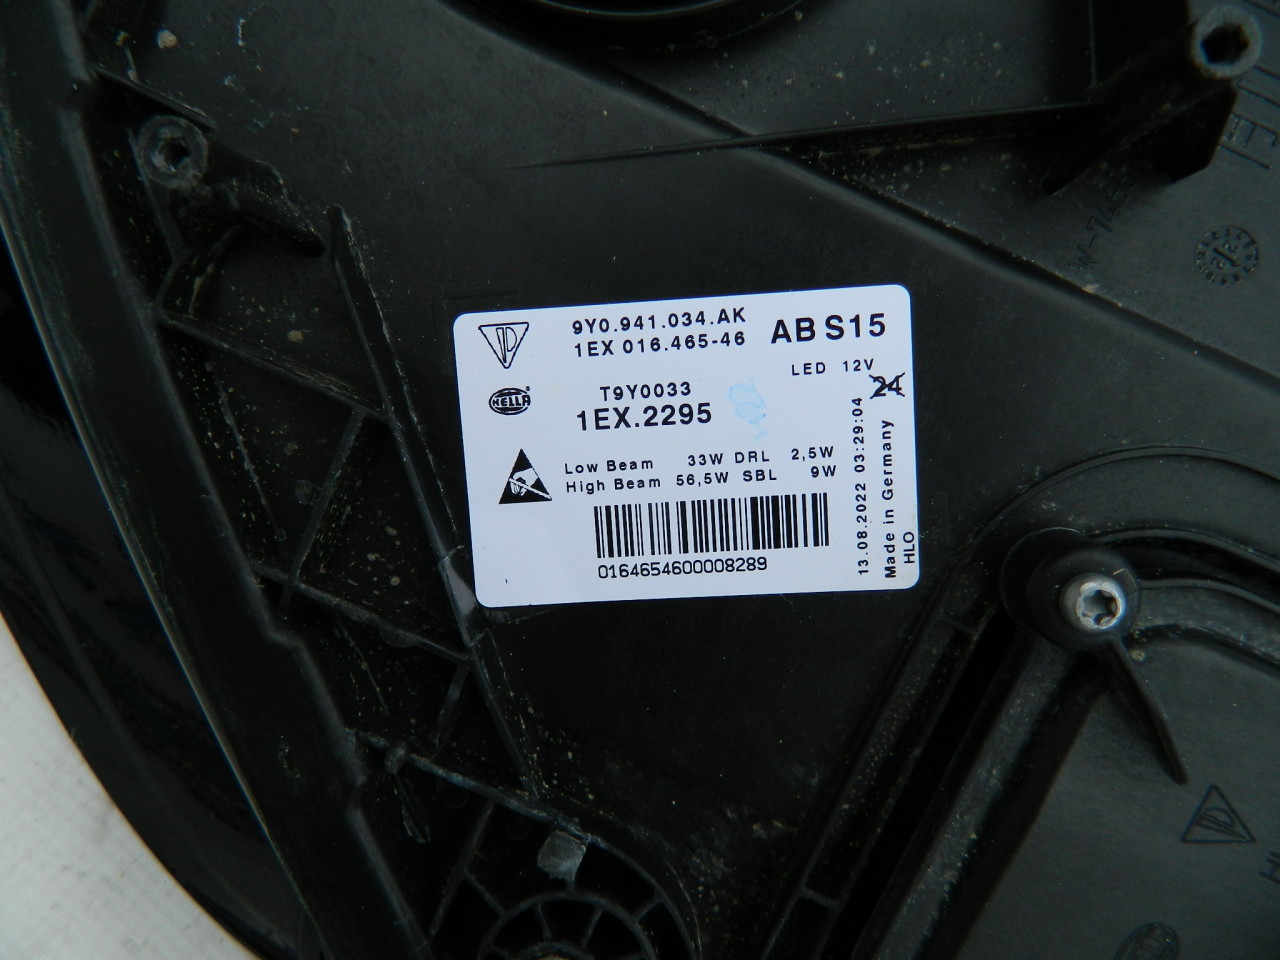 9Y0.941.034.AK
1EX 016.465-46
AB S15
LED 12V
24
HELLA
T9Y0033
1EX.2295
Low Beam 33W DRL 2,5W
High Beam 56,5W SBL 9W
0164654600008289
13.08.2022 03:29:04
Made in Germany
HLO